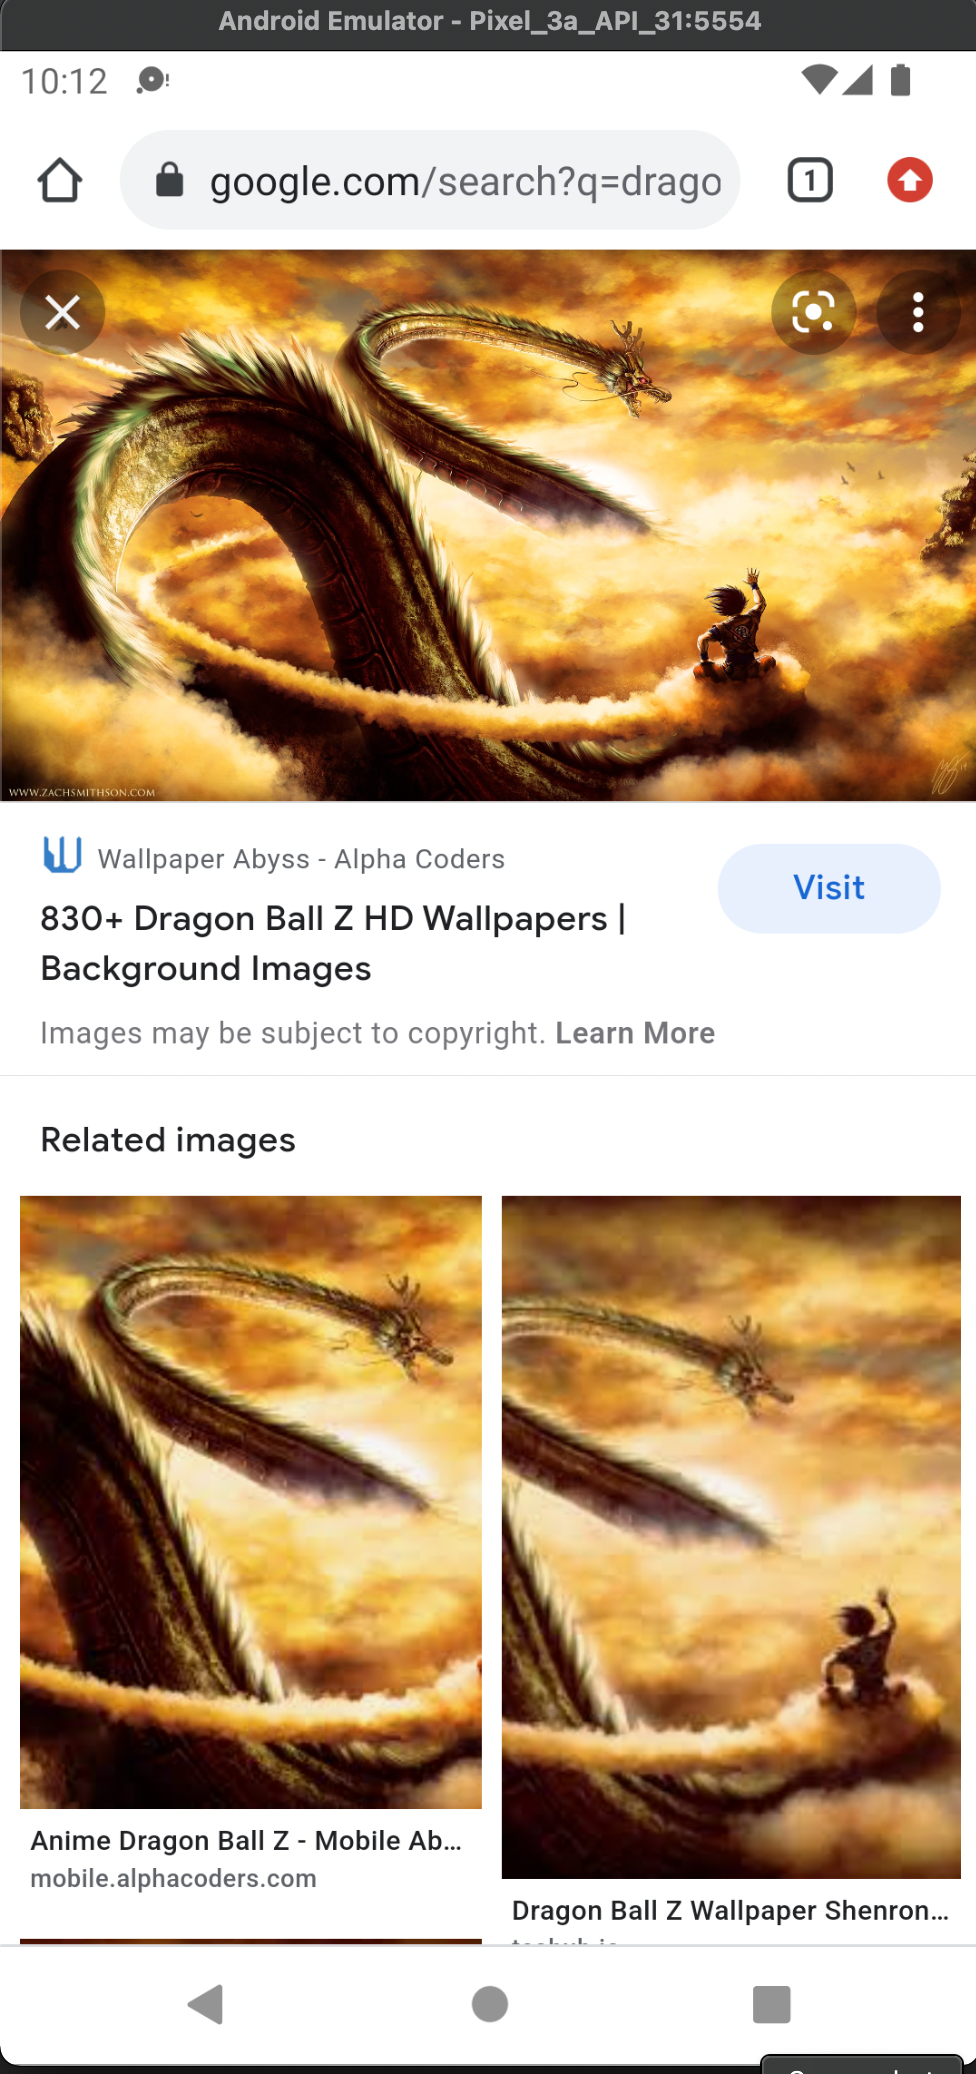 Android Emulator - Pixel_3a_API_31:5554
10:12
google.com/search?q=drago
1
WWW.ZACHSMITHSON.COM
Wallpaper Abyss - Alpha Coders
Visit
830+ Dragon Ball Z HD Wallpapers |
Background Images
Images may be subject to copyright. Learn More
Related images
Anime Dragon Ball Z - Mobile Ab...
mobile.alphacoders.com
Dragon Ball Z Wallpaper Shenron...